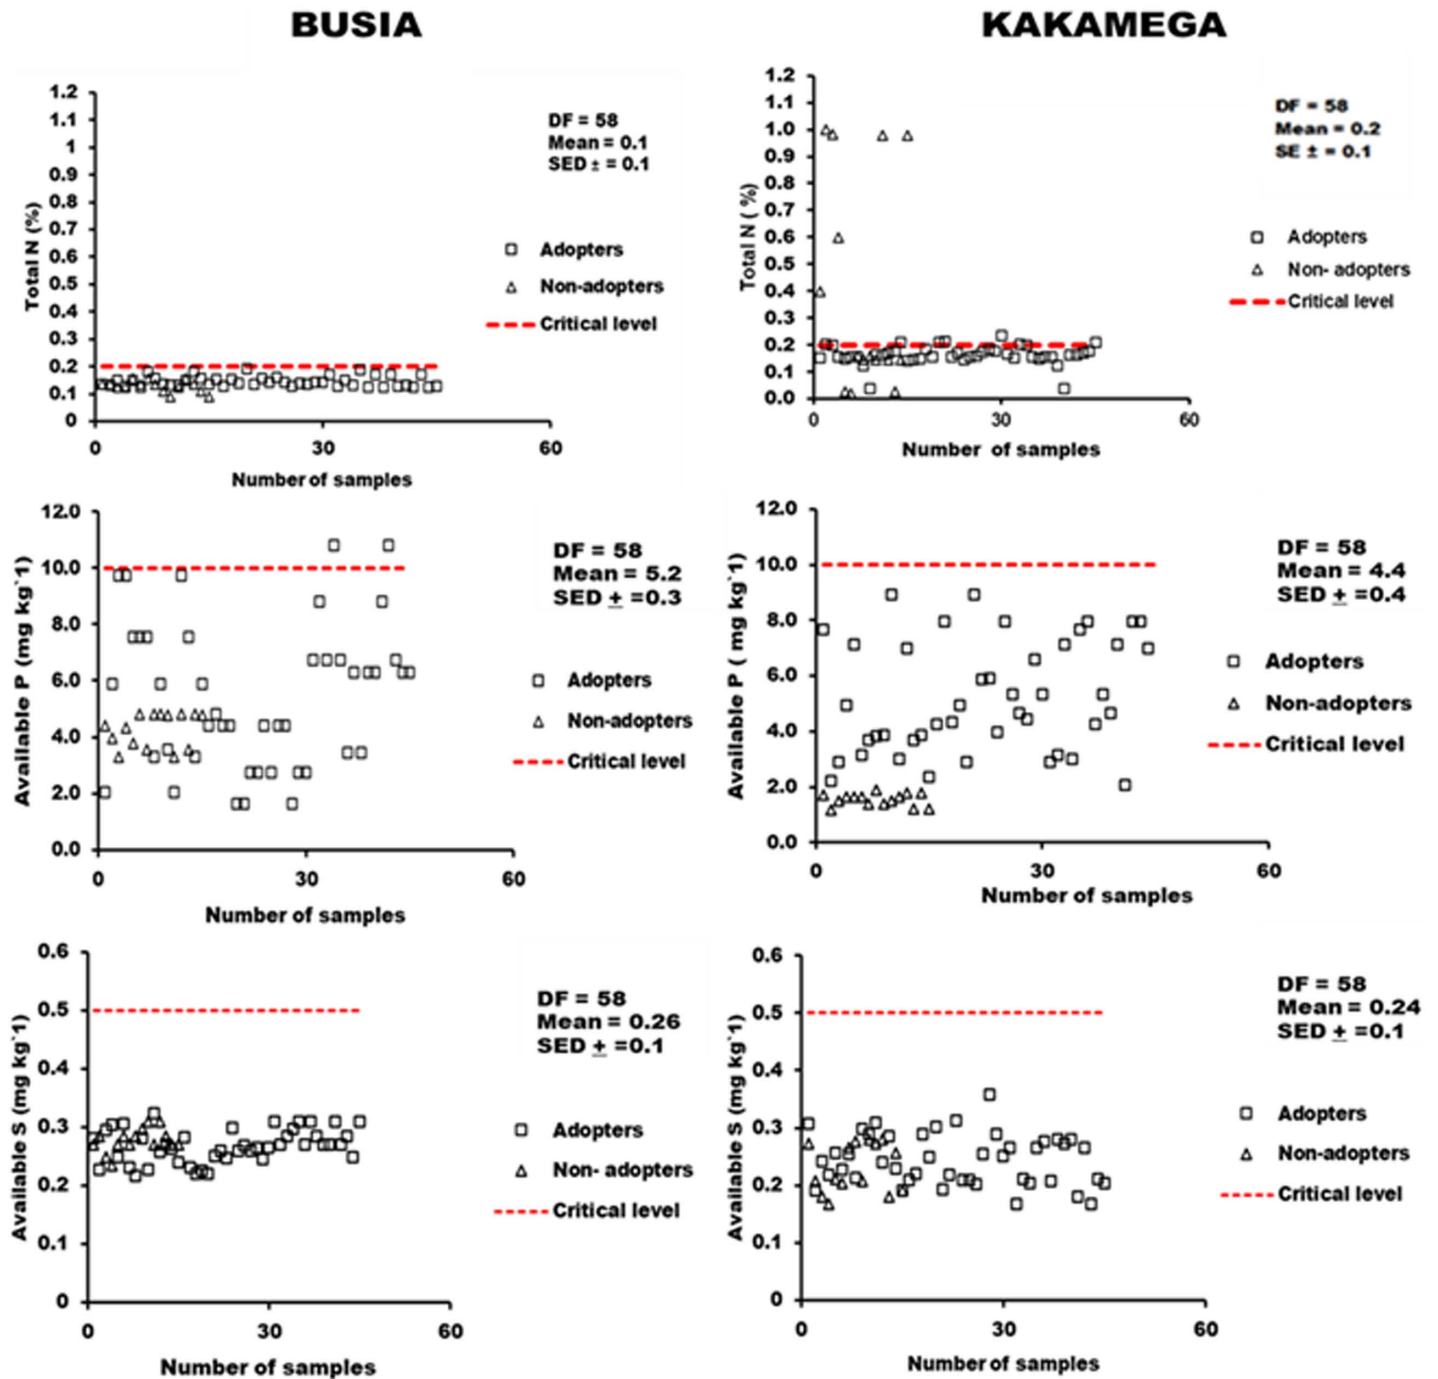 BUSIA
KAKAMEGA
1.2
1.1
1
0.9
0.8
0.7
0.6
0.5
0.4
0.3
0.2
0.1
0
Total N (%)
DF = 58
Mean = 0.1
SED ± = 0.1
Adopters
Non-adopters
Critical level
0
30
60
Number of samples
1.2
1.1
1.0
0.9
0.8
0.7
0.6
0.5
0.4
0.3
0.2
0.1
0.0
Total N ( %)
DF = 58
Mean = 0.2
SE ± = 0.1
Adopters
Non- adopters
Critical level
0
30
60
Number of samples
12.0
10.0
8.0
6.0
4.0
2.0
0.0
Available P (mg kg`1)
DF = 58
Mean = 5.2
SED ± =0.3
Adopters
Non-adopters
Critical level
0
30
60
Number of samples
12.0
10.0
8.0
6.0
4.0
2.0
0.0
Available P ( mg kg`1)
DF = 58
Mean = 4.4
SED ± =0.4
Adopters
Non-adopters
Critical level
0
30
60
Number of samples
0.6
0.5
0.4
0.3
0.2
0.1
0
Available S (mg kg`1)
DF = 58
Mean = 0.26
SED ± =0.1
Adopters
Non- adopters
Critical level
0
30
60
Number of samples
0.6
0.5
0.4
0.3
0.2
0.1
0
Available S (mg kg`1)
DF = 58
Mean = 0.24
SED ± =0.1
Adopters
Non-adopters
Critical level
0
30
60
Number of samples